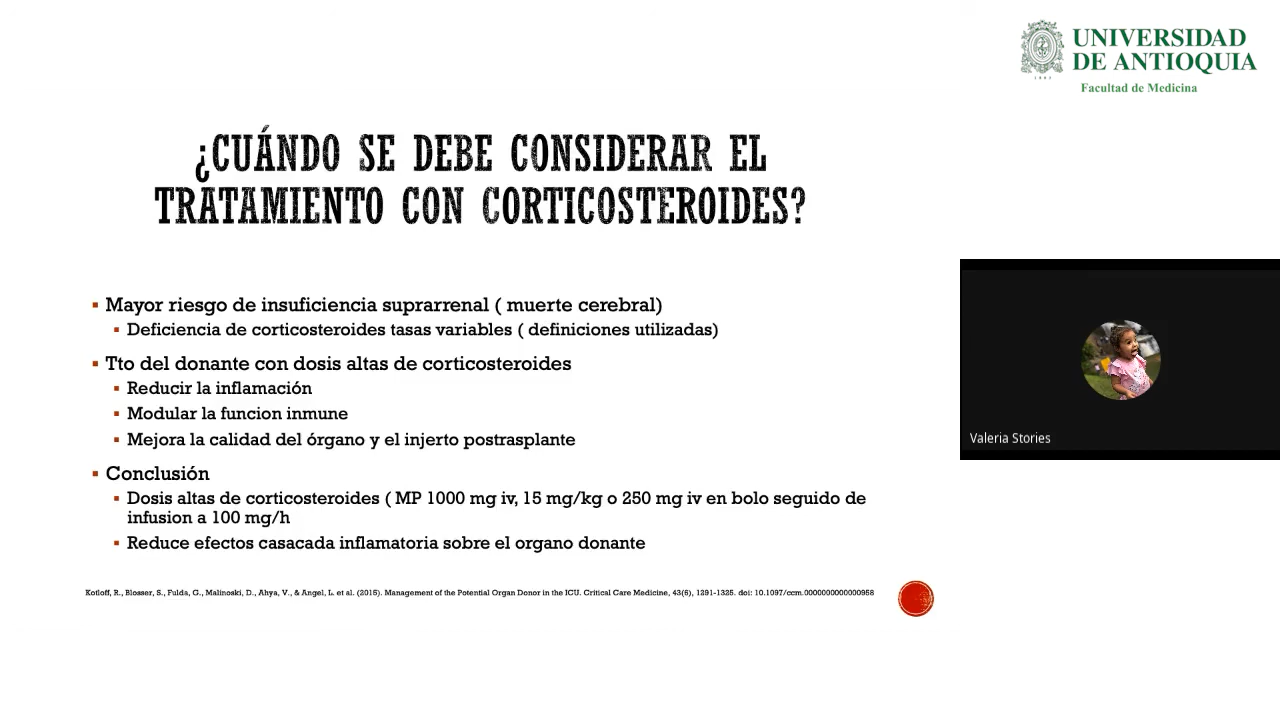 UNIVERSIDAD
DE ANTIOQUIA
1803
Facultad de Medicina
¿CUÁNDO SE DEBE CONSIDERAR EL
TRATAMIENTO CON CORTICOSTEROIDES?
Mayor riesgo de insuficiencia suprarrenal ( muerte cerebral)
Deficiencia de corticosteroides tasas variables ( definiciones utilizadas)
Tto del donante con dosis altas de corticosteroides
Reducir la inflamación
Modular la funcion inmune
Mejora la calidad del órgano y el injerto postrasplante
Conclusión
Dosis altas de corticosteroides ( MP 1000 mg iv, 15 mg/kg o 250 mg iv en bolo seguido de
infusion a 100 mg/h
Reduce efectos casacada inflamatoria sobre el organo donante
Kotloff, R., Blosser, S., Fulda, G., Malinoski, D., Ahya, V., & Angel, L. et al. (2015). Management of the Potential Organ Donor in the ICU. Critical Care Medicine, 43(6), 1291-1325. doi: 10.1097/ccm.0000000000000958
Valeria Stories